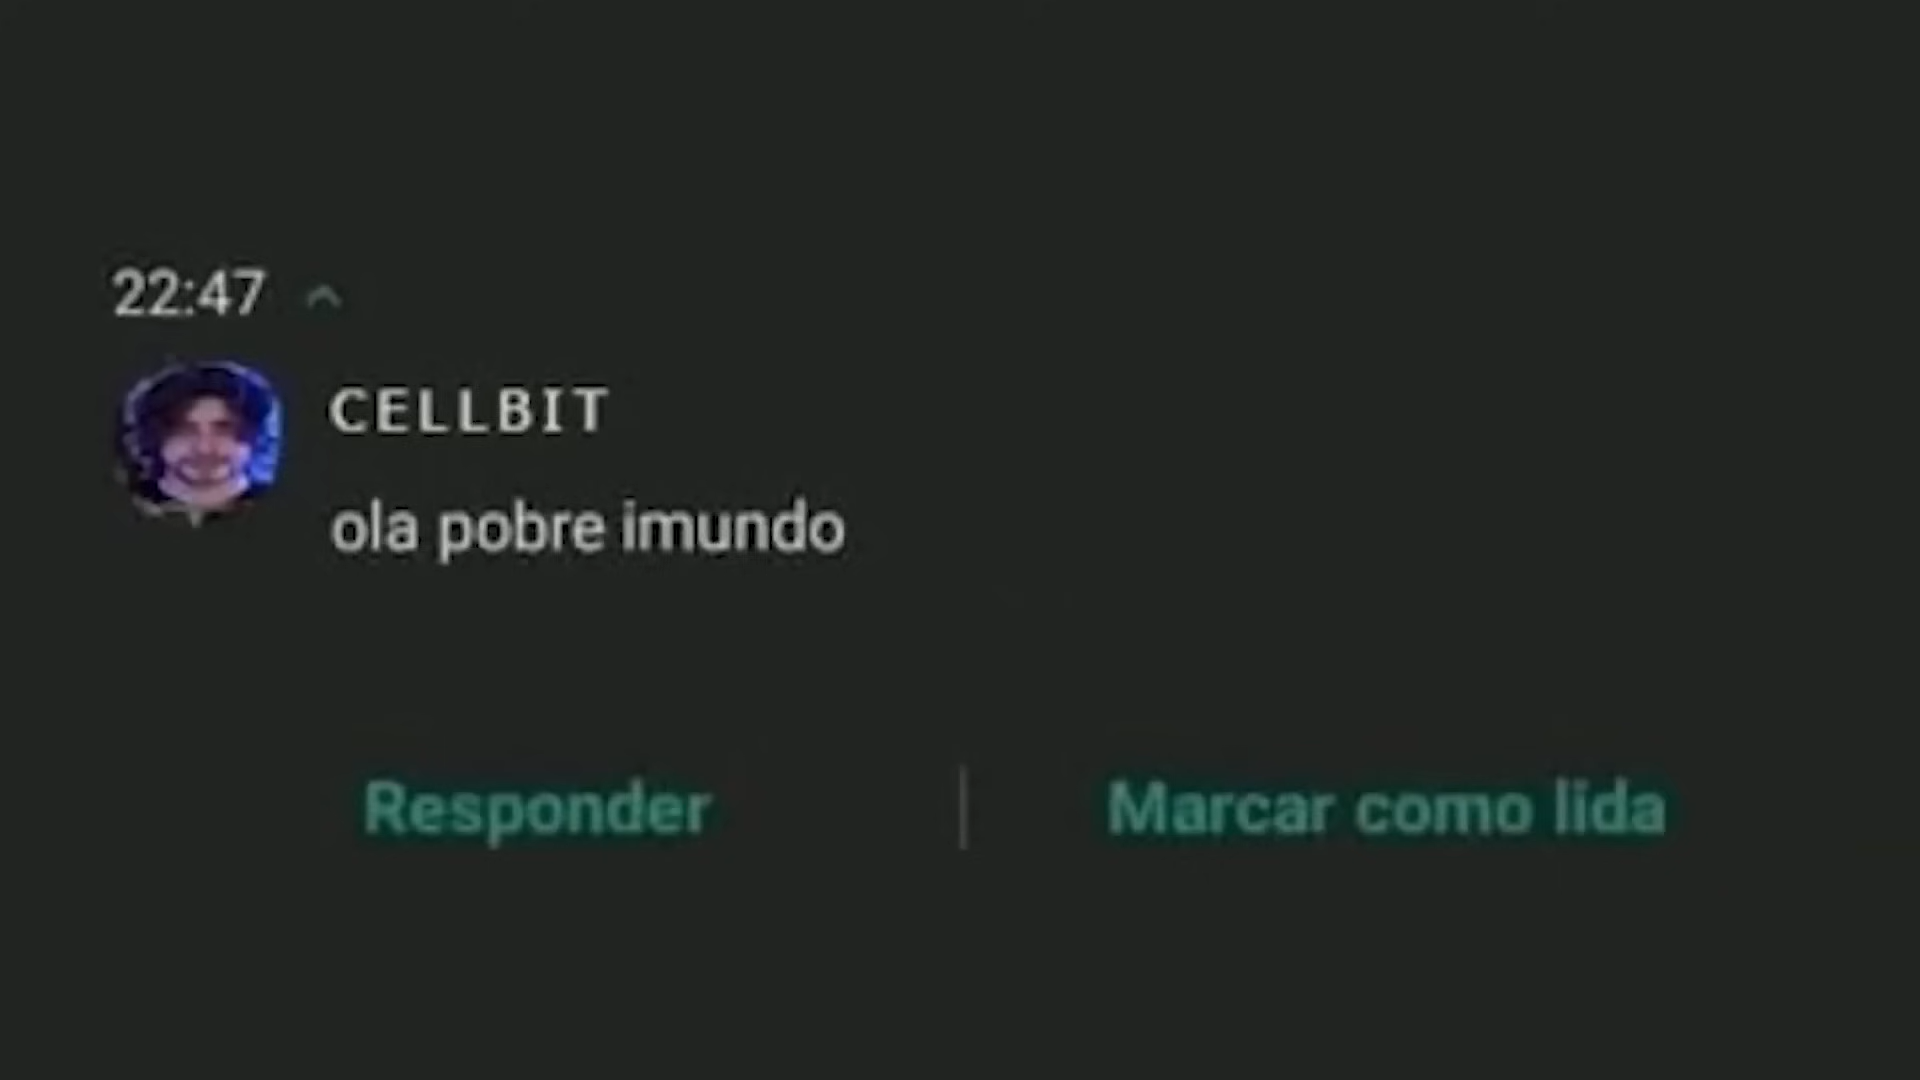 22:47
CELLBIT
ola pobre imundo
Responder
Marcar como lida